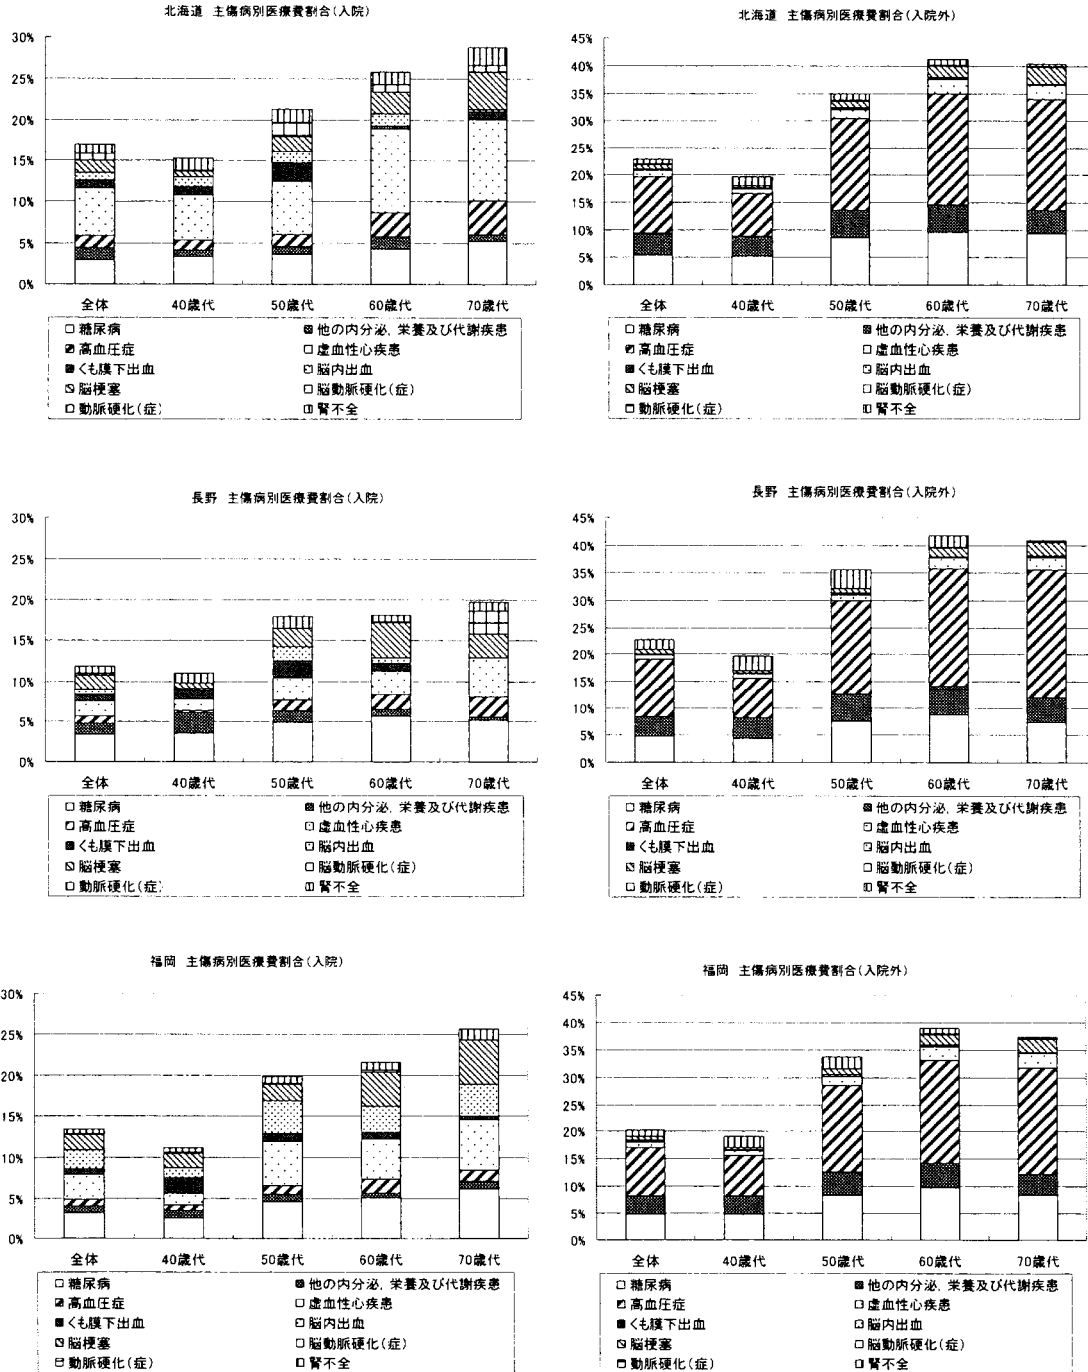 北海道 主傷病別医療費割合(入院)
30%
25%
20%
15%
10%
5%
0%
全体 40歳代 50歳代 60歳代 70歳代
□糖尿病 他の内分泌,栄養及び代謝疾患
高血圧症 虚血性心疾患
くも膜下出血 脳内出血
脳梗塞 脳動脈硬化(症)
動脈硬化(症) 腎不全
北海道 主傷病別医療費割合(入院外)
45%
40%
35%
30%
25%
20%
15%
10%
5%
0%
全体 40歳代 50歳代 60歳代 70歳代
糖尿病 他の内分泌,栄養及び代謝疾患
高血圧症 虚血性心疾患
くも膜下出血 脳内出血
脳梗塞 脳動脈硬化(症)
動脈硬化(症) 腎不全
長野 主傷病別医療費割合(入院)
30%
25%
20%
15%
10%
5%
0%
全体 40歳代 50歳代 60歳代 70歳代
糖尿病 他の内分泌,栄養及び代謝疾患
高血圧症 虚血性心疾患
くも膜下出血 脳内出血
脳梗塞 脳動脈硬化(症)
動脈硬化(症) 腎不全
長野 主傷病別医療費割合(入院外)
45%
40%
35%
30%
25%
20%
15%
10%
5%
0%
全体 40歳代 50歳代 60歳代 70歳代
糖尿病 他の内分泌,栄養及び代謝疾患
高血圧症 虚血性心疾患
くも膜下出血 脳内出血
脳梗塞 脳動脈硬化(症)
動脈硬化(症) 腎不全
福岡 主傷病別医療費割合(入院)
30%
25%
20%
15%
10%
5%
0%
全体 40歳代 50歳代 60歳代 70歳代
糖尿病 他の内分泌,栄養及び代謝疾患
高血圧症 虚血性心疾患
くも膜下出血 脳内出血
脳梗塞 脳動脈硬化(症)
動脈硬化(症) 腎不全
福岡 主傷病別医療費割合(入院外)
45%
40%
35%
30%
25%
20%
15%
10%
5%
0%
全体 40歳代 50歳代 60歳代 70歳代
糖尿病 他の内分泌,栄養及び代謝疾患
高血圧症 虚血性心疾患
くも膜下出血 脳内出血
脳梗塞 脳動脈硬化(症)
動脈硬化(症) 腎不全